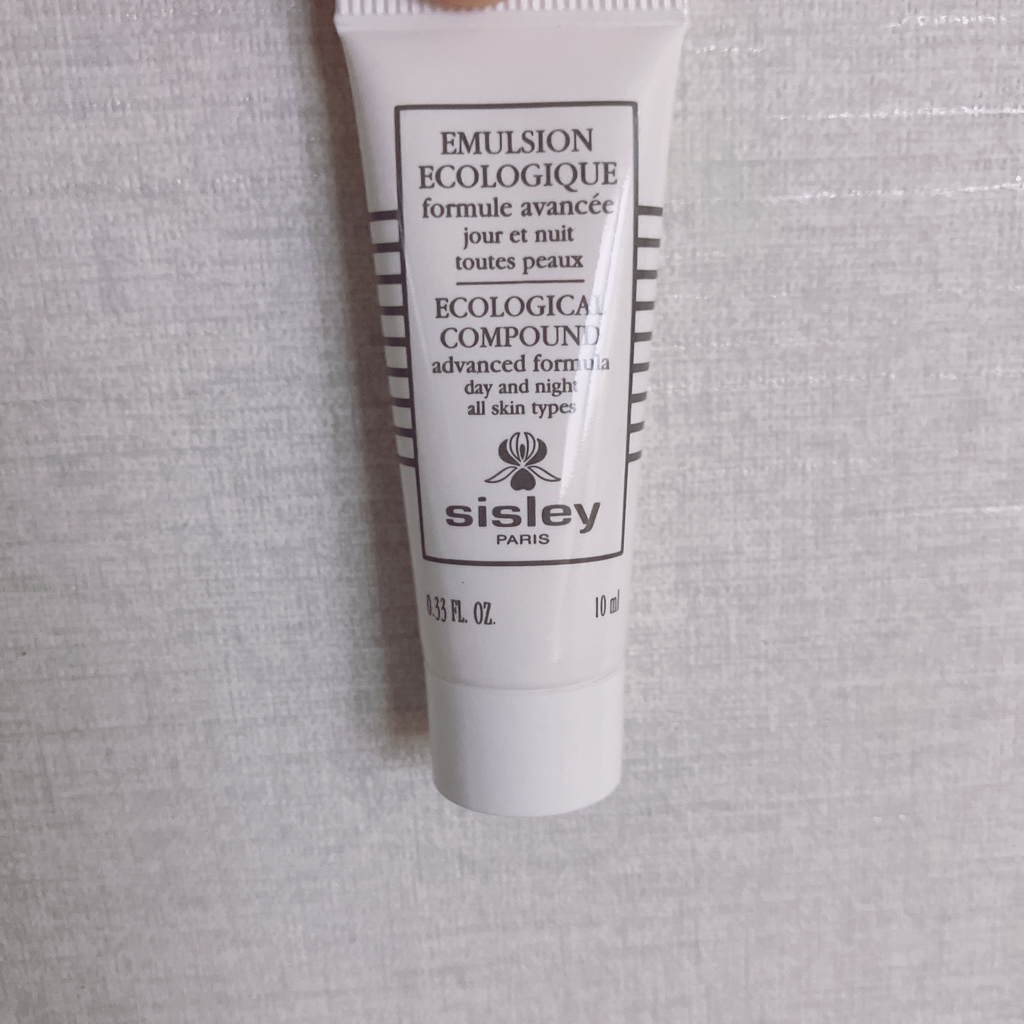 EMULSION
ECOLOGIQUE
formule avancée
jour et nuit
toutes peaux
ECOLOGICAL
COMPOUND
advanced formula
day and night
all skin types
sisley
PARIS
0.33 FL. OZ. 10 ml